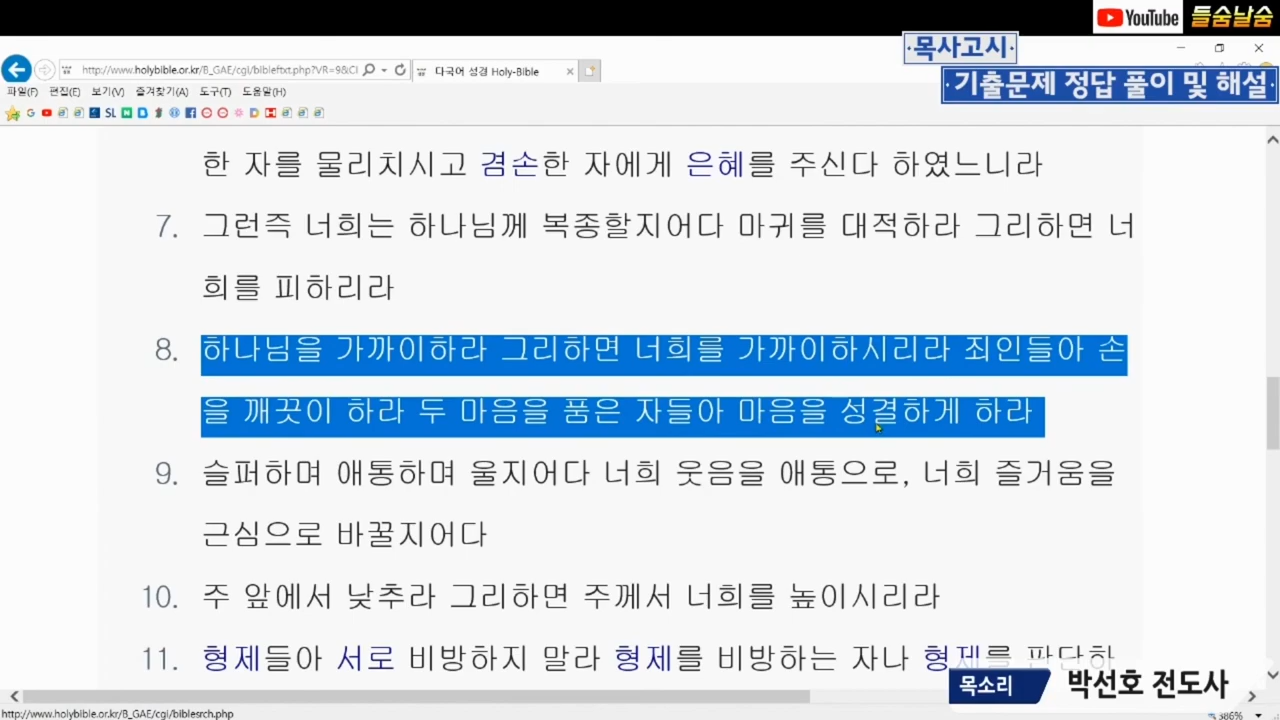 YouTube 들숨날숨
·목사고시·
·기출문제 정답 풀이 및 해설·
http://www.holybible.or.kr/B_GAE/cgi/bibleftxt.php?VR=9&CI
다국어 성경 Holy-Bible
파일(F) 편집(E) 보기(V) 즐겨찾기(A) 도구(T) 도움말(H)
한 자를 물리치시고 겸손한 자에게 은혜를 주신다 하였느니라
7. 그런즉 너희는 하나님께 복종할지어다 마귀를 대적하라 그리하면 너
희를 피하리라
8. 하나님을 가까이하라 그리하면 너희를 가까이하시리라 죄인들아 손
을 깨끗이 하라 두 마음을 품은 자들아 마음을 성결하게 하라
9. 슬퍼하며 애통하며 울지어다 너희 웃음을 애통으로, 너희 즐거움을
근심으로 바꿀지어다
10. 주 앞에서 낮추라 그리하면 주께서 너희를 높이시리라
11. 형제들아 서로 비방하지 말라 형제를 비방하는 자나 형제를 판단하
목소리 박선호 전도사
http://www.holybible.or.kr/B_GAE/cgi/biblesrch.php
386%